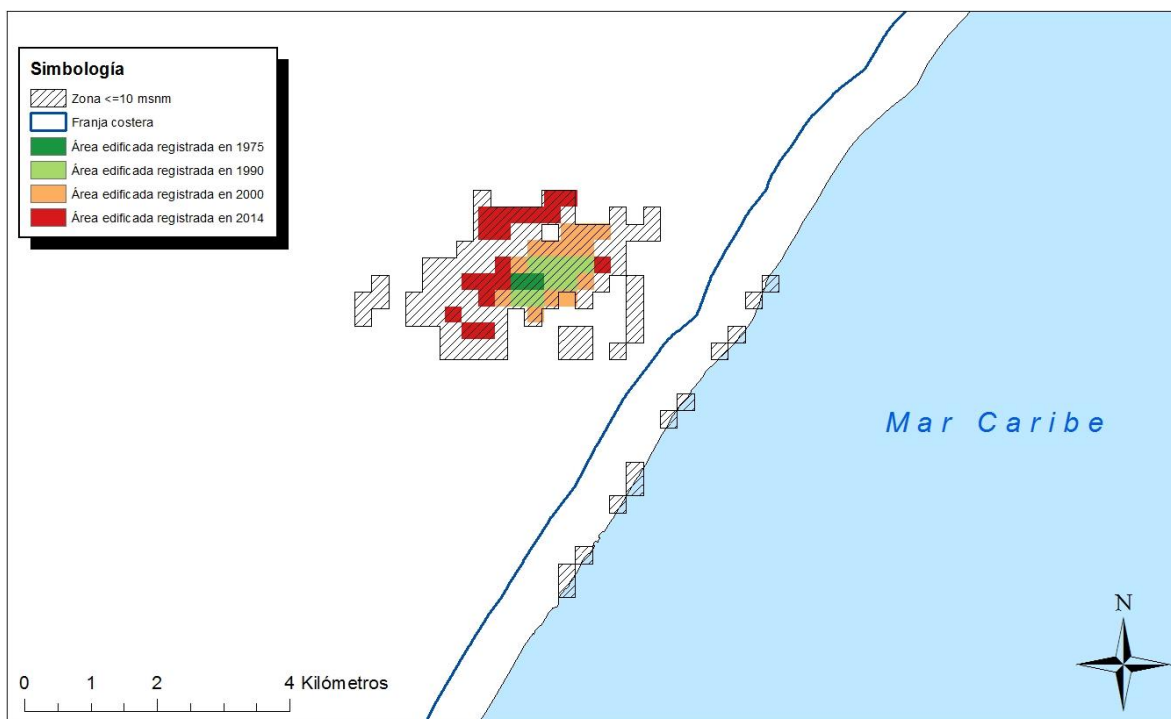 Simbología
Zona <=10 msnm
Franja costera
Área edificada registrada en 1975
Área edificada registrada en 1990
Área edificada registrada en 2000
Área edificada registrada en 2014
Mar Caribe
N
0 1 2 4 Kilómetros